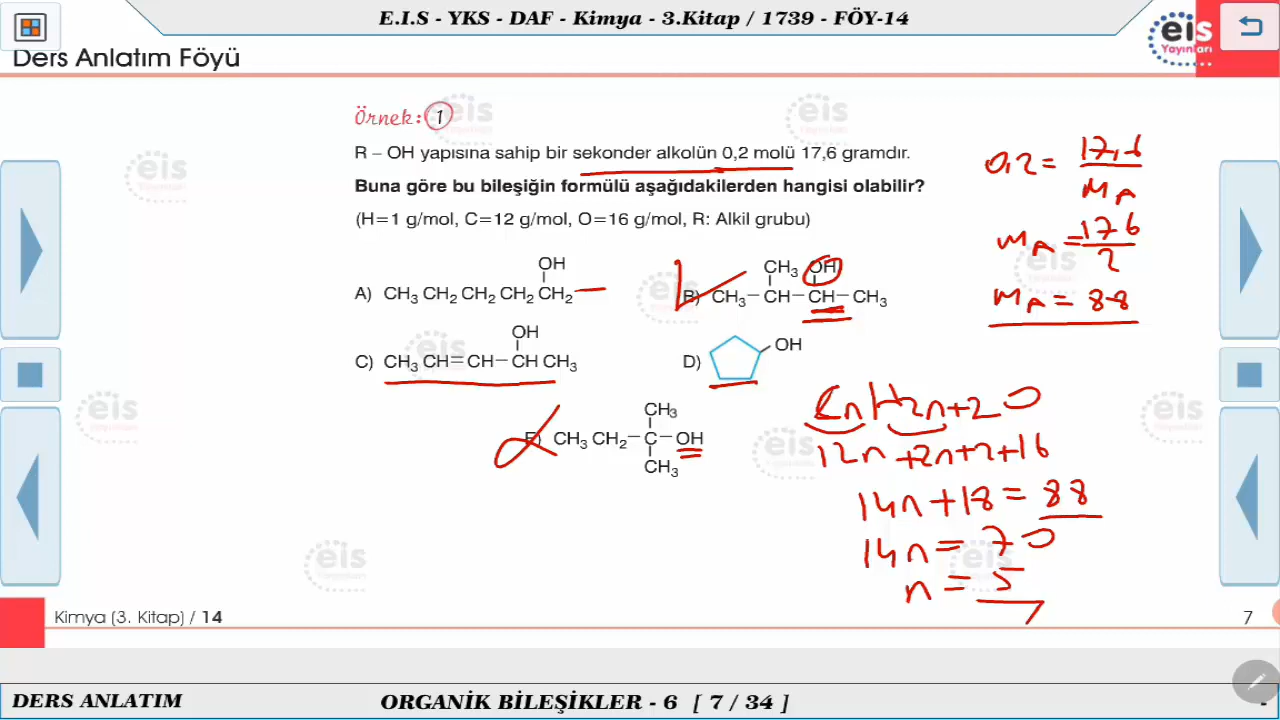 E.I.S - YKS - DAF - Kimya - 3.Kitap / 1739 - FÖY-14
eis
Yayınları
Ders Anlatım Föyü
Örnek: 1
R – OH yapısına sahip bir sekonder alkolün 0,2 molü 17,6 gramdır.
Buna göre bu bileşiğin formülü aşağıdakilerden hangisi olabilir?
(H=1 g/mol, C=12 g/mol, O=16 g/mol, R: Alkil grubu)
OH
A) CH₃ CH₂ CH₂ CH₂ CH₂
CH₃ OH
B) CH₃– CH – CH – CH₃
OH
C) CH₃ CH=CH – CH CH₃
D) OH
CH₃
E) CH₃ CH₂ – C – OH
CH₃
0,2 = 17,6
MA
MA = 176
2
MA = 88
CnH2n+2O
12n +2n+2+16
14n+18 = 88
14n = 70
n = 5
Kimya (3. Kitap) / 14
7
DERS ANLATIM
ORGANİK BİLEŞİKLER - 6 [ 7 / 34 ]